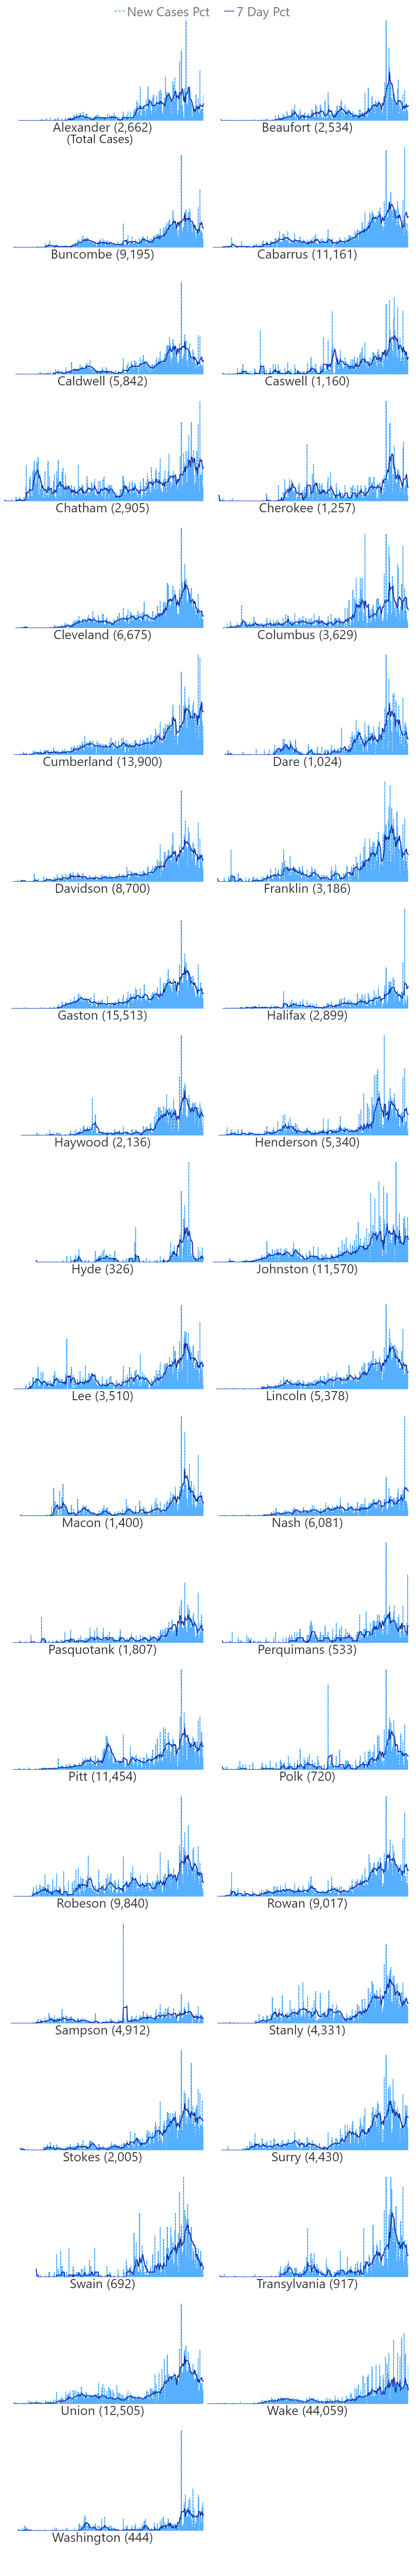 New Cases Pct 7 Day Pct
Alexander (2,662) Beaufort (2,534)
(Total Cases)
Buncombe (9,195) Cabarrus (11,161)
Caldwell (5,842) Caswell (1,160)
Chatham (2,905) Cherokee (1,257)
Cleveland (6,675) Columbus (3,629)
Cumberland (13,900) Dare (1,024)
Davidson (8,700) Franklin (3,186)
Gaston (15,513) Halifax (2,899)
Haywood (2,136) Henderson (5,340)
Hyde (326) Johnston (11,570)
Lee (3,510) Lincoln (5,378)
Macon (1,400) Nash (6,081)
Pasquotank (1,807) Perquimans (533)
Pitt (11,454) Polk (720)
Robeson (9,840) Rowan (9,017)
Sampson (4,912) Stanly (4,331)
Stokes (2,005) Surry (4,430)
Swain (692) Transylvania (917)
Union (12,505) Wake (44,059)
Washington (444)